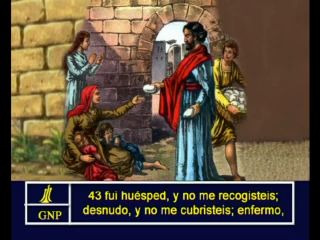 43 fui huésped, y no me recogisteis;
desnudo, y no me cubristeis; enfermo,
GNP